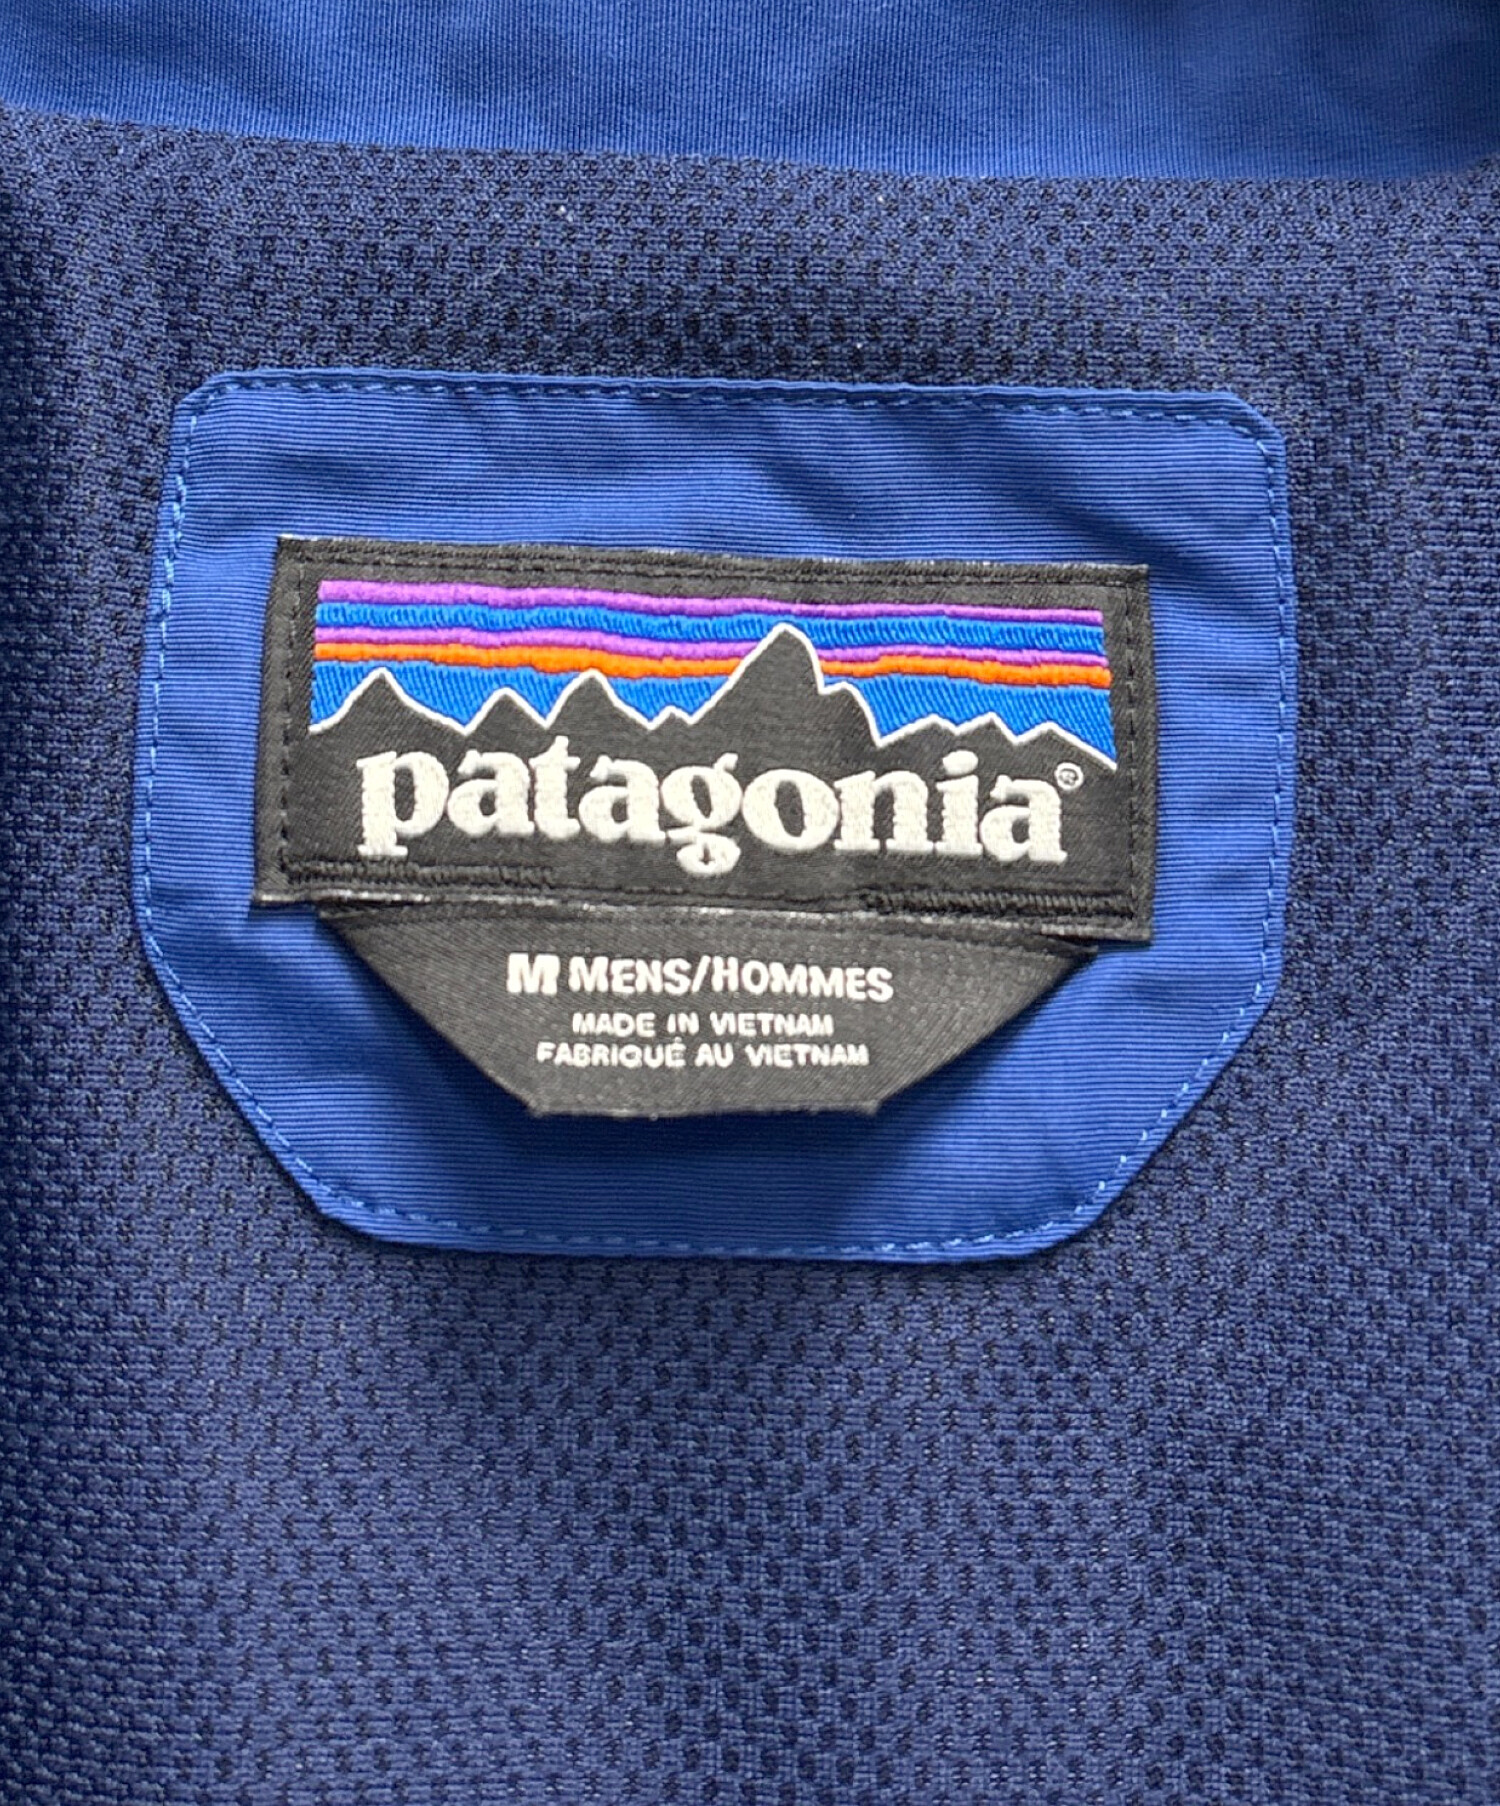 patagonia®
M MENS/HOMMES
MADE IN VIETNAM
FABRIQUÉ AU VIETNAM